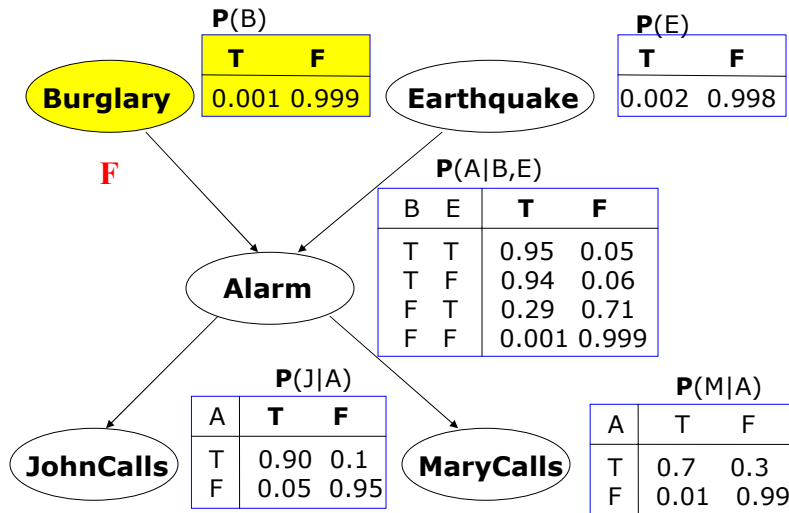 P(B)
T F
0.001 0.999
Burglary
P(E)
T F
0.002 0.998
Earthquake
F
P(A|B,E)
B E T F
T T 0.95 0.05
T F 0.94 0.06
F T 0.29 0.71
F F 0.001 0.999
Alarm
P(J|A)
A T F
T 0.90 0.1
F 0.05 0.95
JohnCalls
P(M|A)
A T F
T 0.7 0.3
F 0.01 0.99
MaryCalls